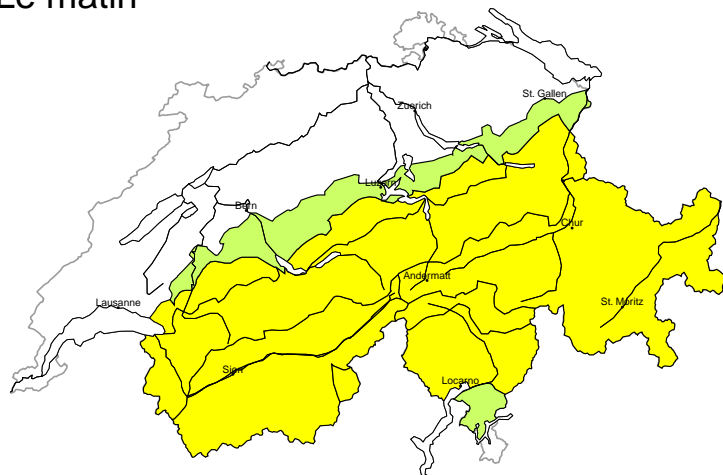 Le matin
St. Gallen
Zuerich
Luzern
Bern
Chur
Andermatt
Lausanne
St. Moritz
Sion
Locarno